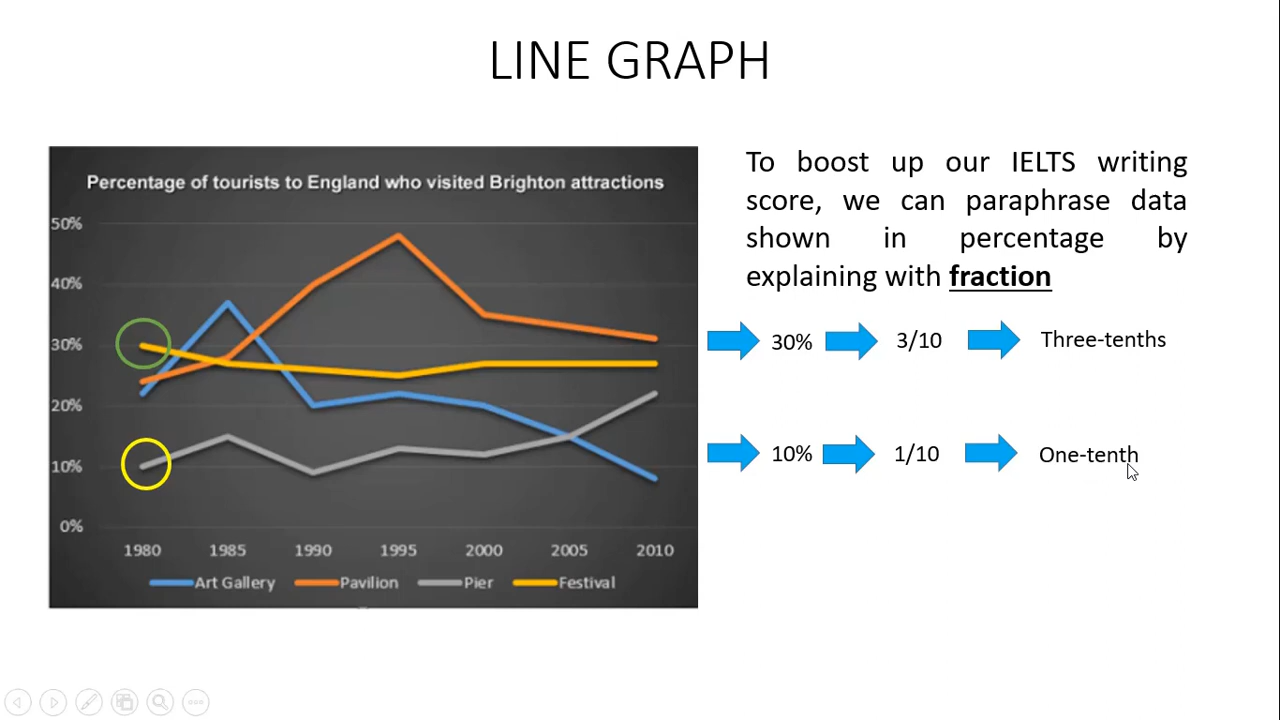 LINE GRAPH
Percentage of tourists to England who visited Brighton attractions
50%
40%
30%
20%
10%
0%
1980 1985 1990 1995 2000 2005 2010
Art Gallery Pavilion Pier Festival
To boost up our IELTS writing
score, we can paraphrase data
shown in percentage by
explaining with fraction
30% 3/10 Three-tenths
10% 1/10 One-tenth